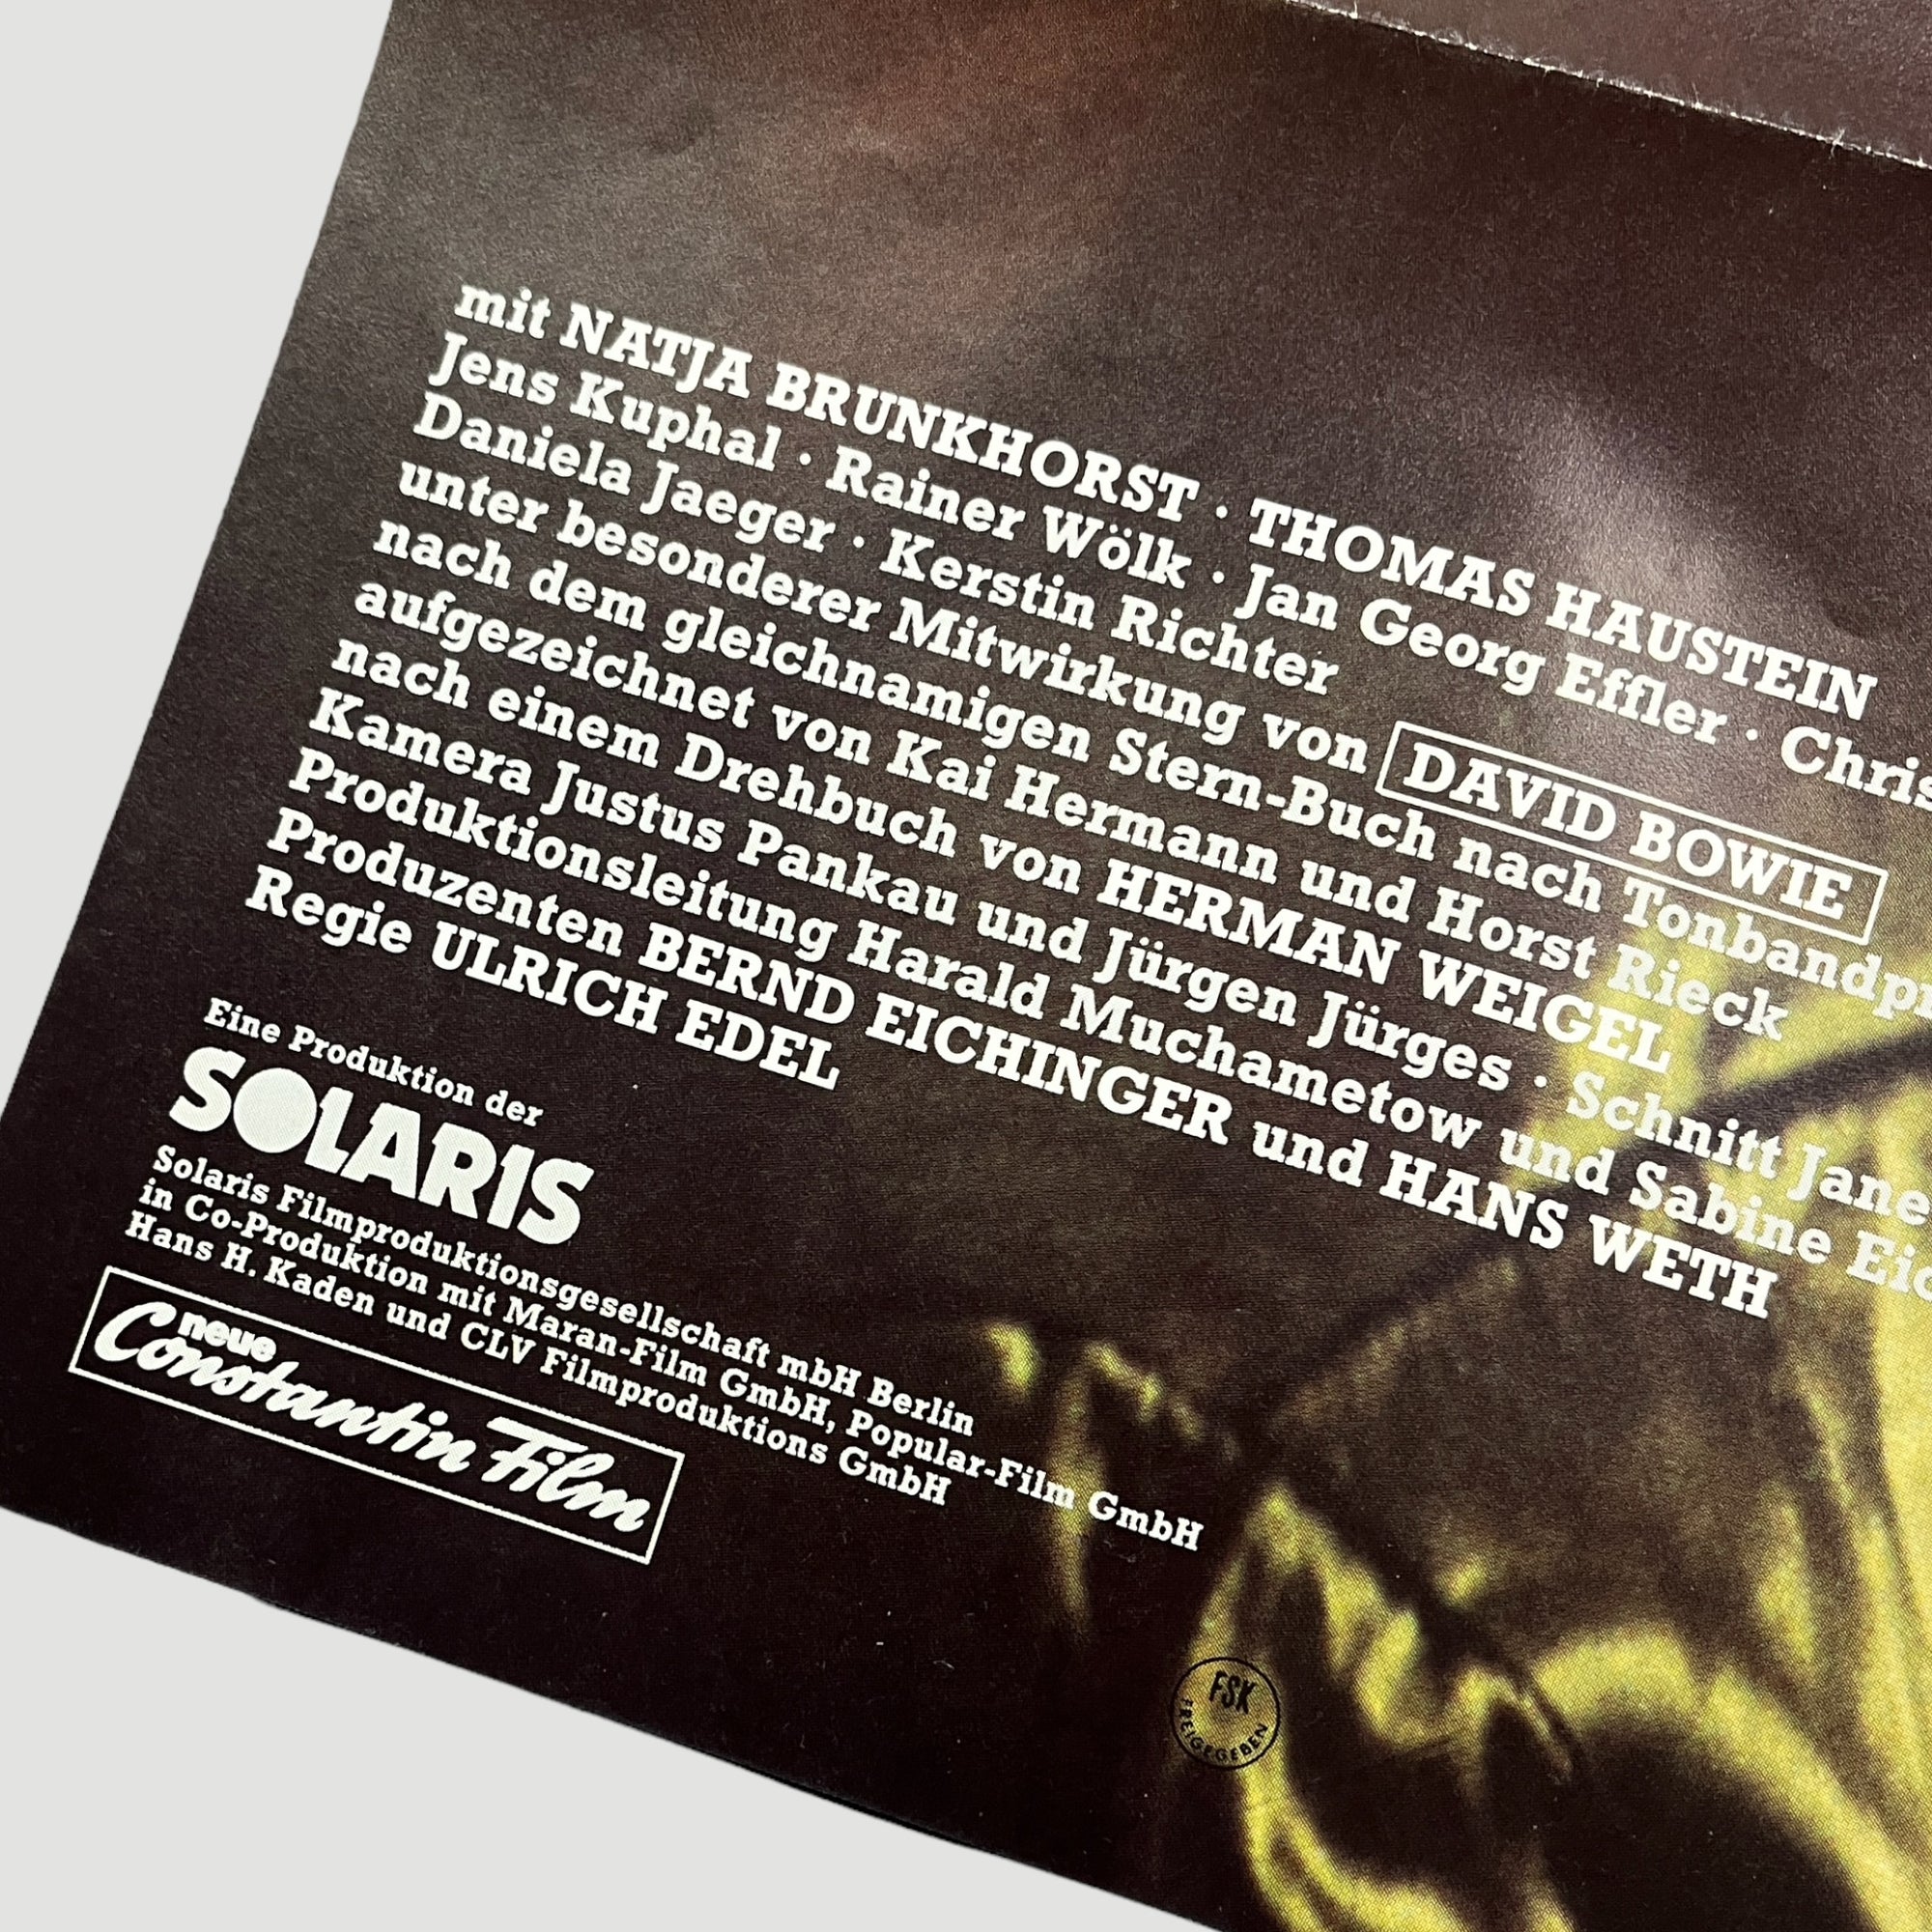 mit NATJA BRUNKHORST · THOMAS HAUSTEIN
Jens Kuphal · Rainer Wölk · Jan Georg Effler · Chris
Daniela Jaeger · Kerstin Richter
unter besonderer Mitwirkung von DAVID BOWIE
nach dem gleichnamigen Stern-Buch nach Tonbandp
aufgezeichnet von Kai Hermann und Horst Rieck
nach einem Drehbuch von HERMAN WEIGEL
Kamera Justus Pankau und Jürgen Jürges · Schnitt Jane
Produktionsleitung Harald Muchametow und Sabine Eic
Produzenten BERND EICHINGER und HANS WETH
Regie ULRICH EDEL
Eine Produktion der
SOLARIS
Solaris Filmproduktionsgesellschaft mbH Berlin
in Co-Produktion mit Maran-Film GmbH, Popular-Film GmbH
Hans H. Kaden und CLV Filmproduktions GmbH
neue
Constantin Film
FSK
FREIGEGEBEN